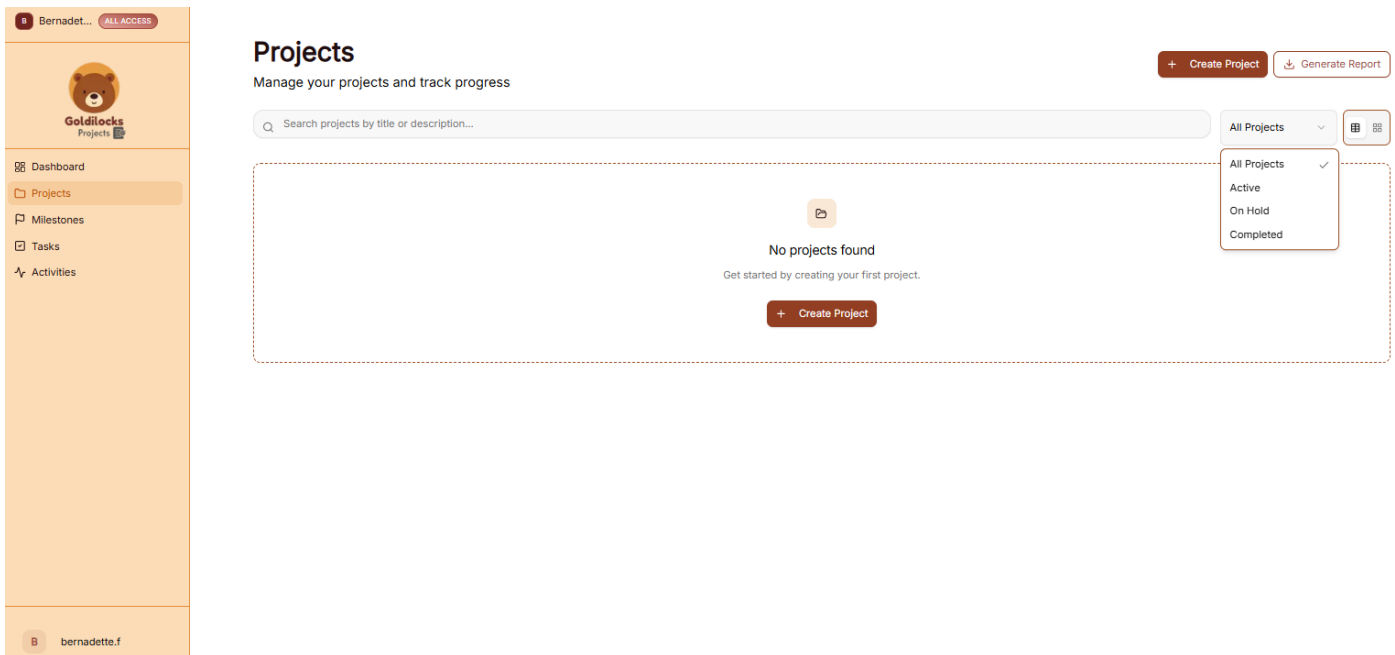 B Bernadet... ALL ACCESS
Goldilocks
Projects
Dashboard
Projects
Milestones
Tasks
Activities
B bernadette.f
Projects
Manage your projects and track progress
+ Create Project
Generate Report
Search projects by title or description...
All Projects
All Projects
Active
On Hold
Completed
No projects found
Get started by creating your first project.
+ Create Project